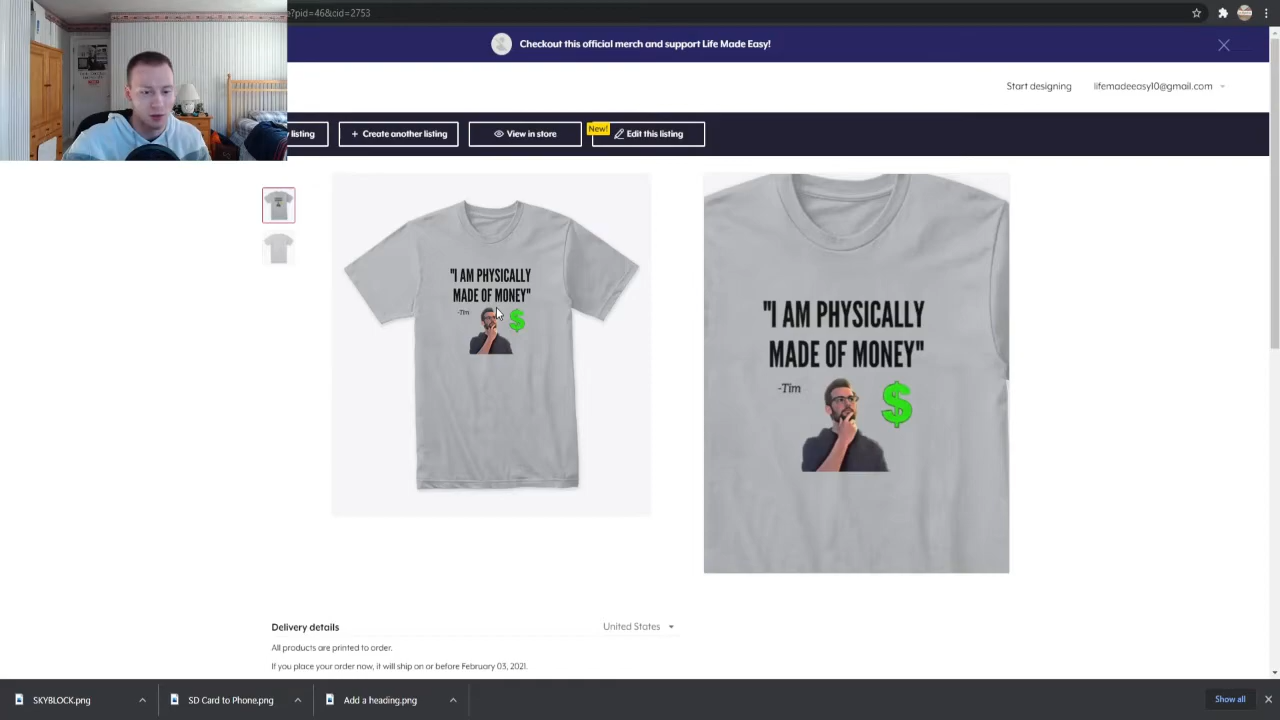 ?pid=46&cid=2753
Checkout this official merch and support Life Made Easy!
Start designing
lifemadeeasy10@gmail.com
listing
+ Create another listing
View in store
New!
Edit this listing
"I AM PHYSICALLY
MADE OF MONEY"
-Tim
$
"I AM PHYSICALLY
MADE OF MONEY"
-Tim
$
Delivery details
United States
All products are printed to order.
If you place your order now, it will ship on or before February 03, 2021.
SKYBLOCK.png
SD Card to Phone.png
Add a heading.png
Show all